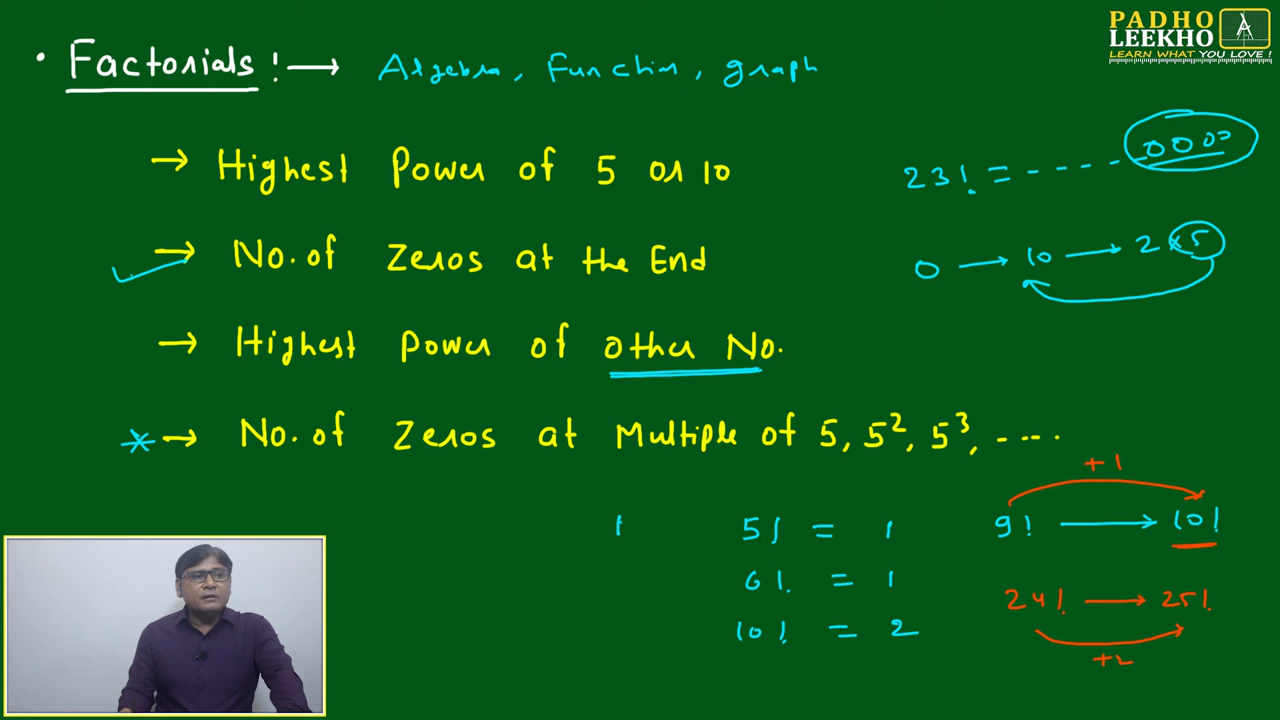 PADHO
LEEKHO
LEARN WHAT YOU LOVE !
• Factorials ! → Algebra, Function, graph
→ Highest Power of 5 or 10
23! = - - - - 0000
→ No. of Zeros at the End
0 → 10 → 2 × 5
→ Highest Power of Other No.
* → No. of Zeros at Multiple of 5, 5², 5³, ----
+1
1
5! = 1
9! → 10!
6! = 1
24! → 25!
10! = 2
+2